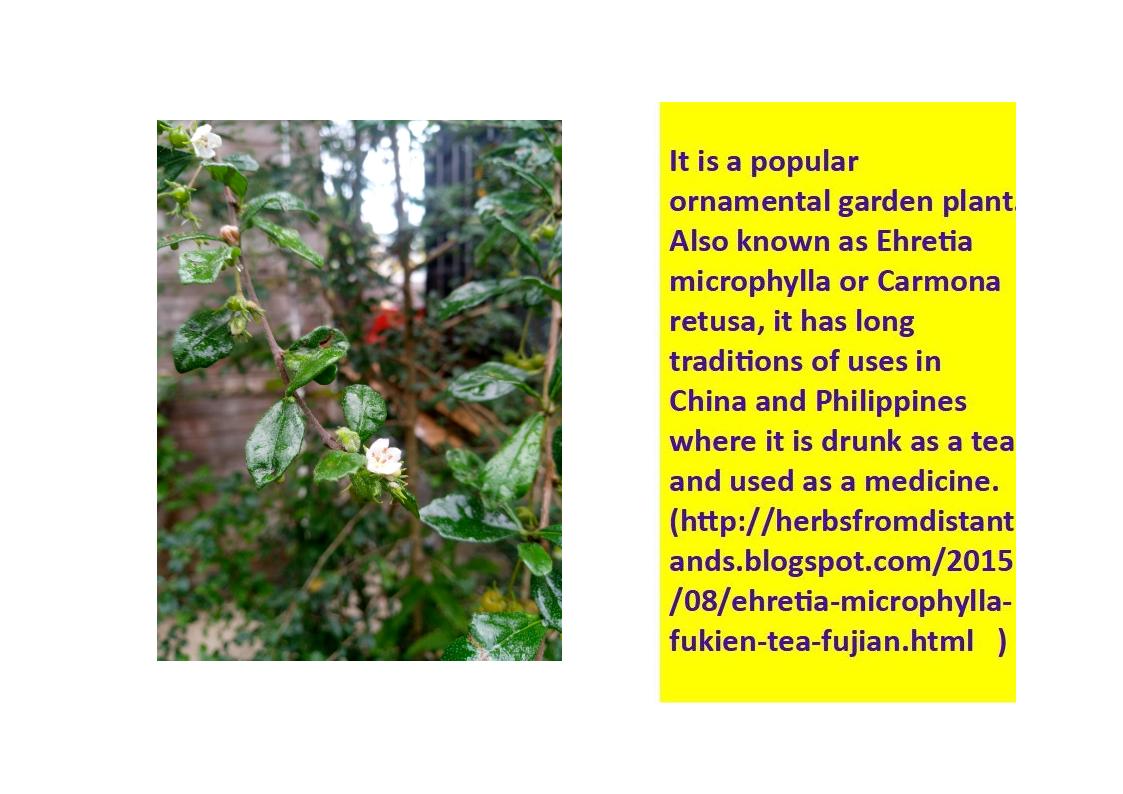 It is a popular
ornamental garden plant.
Also known as Ehretia
microphylla or Carmona
retusa, it has long
traditions of uses in
China and Philippines
where it is drunk as a tea
and used as a medicine.
(http://herbsfromdistant
ands.blogspot.com/2015
/08/ehretia-microphylla-
fukien-tea-fujian.html )